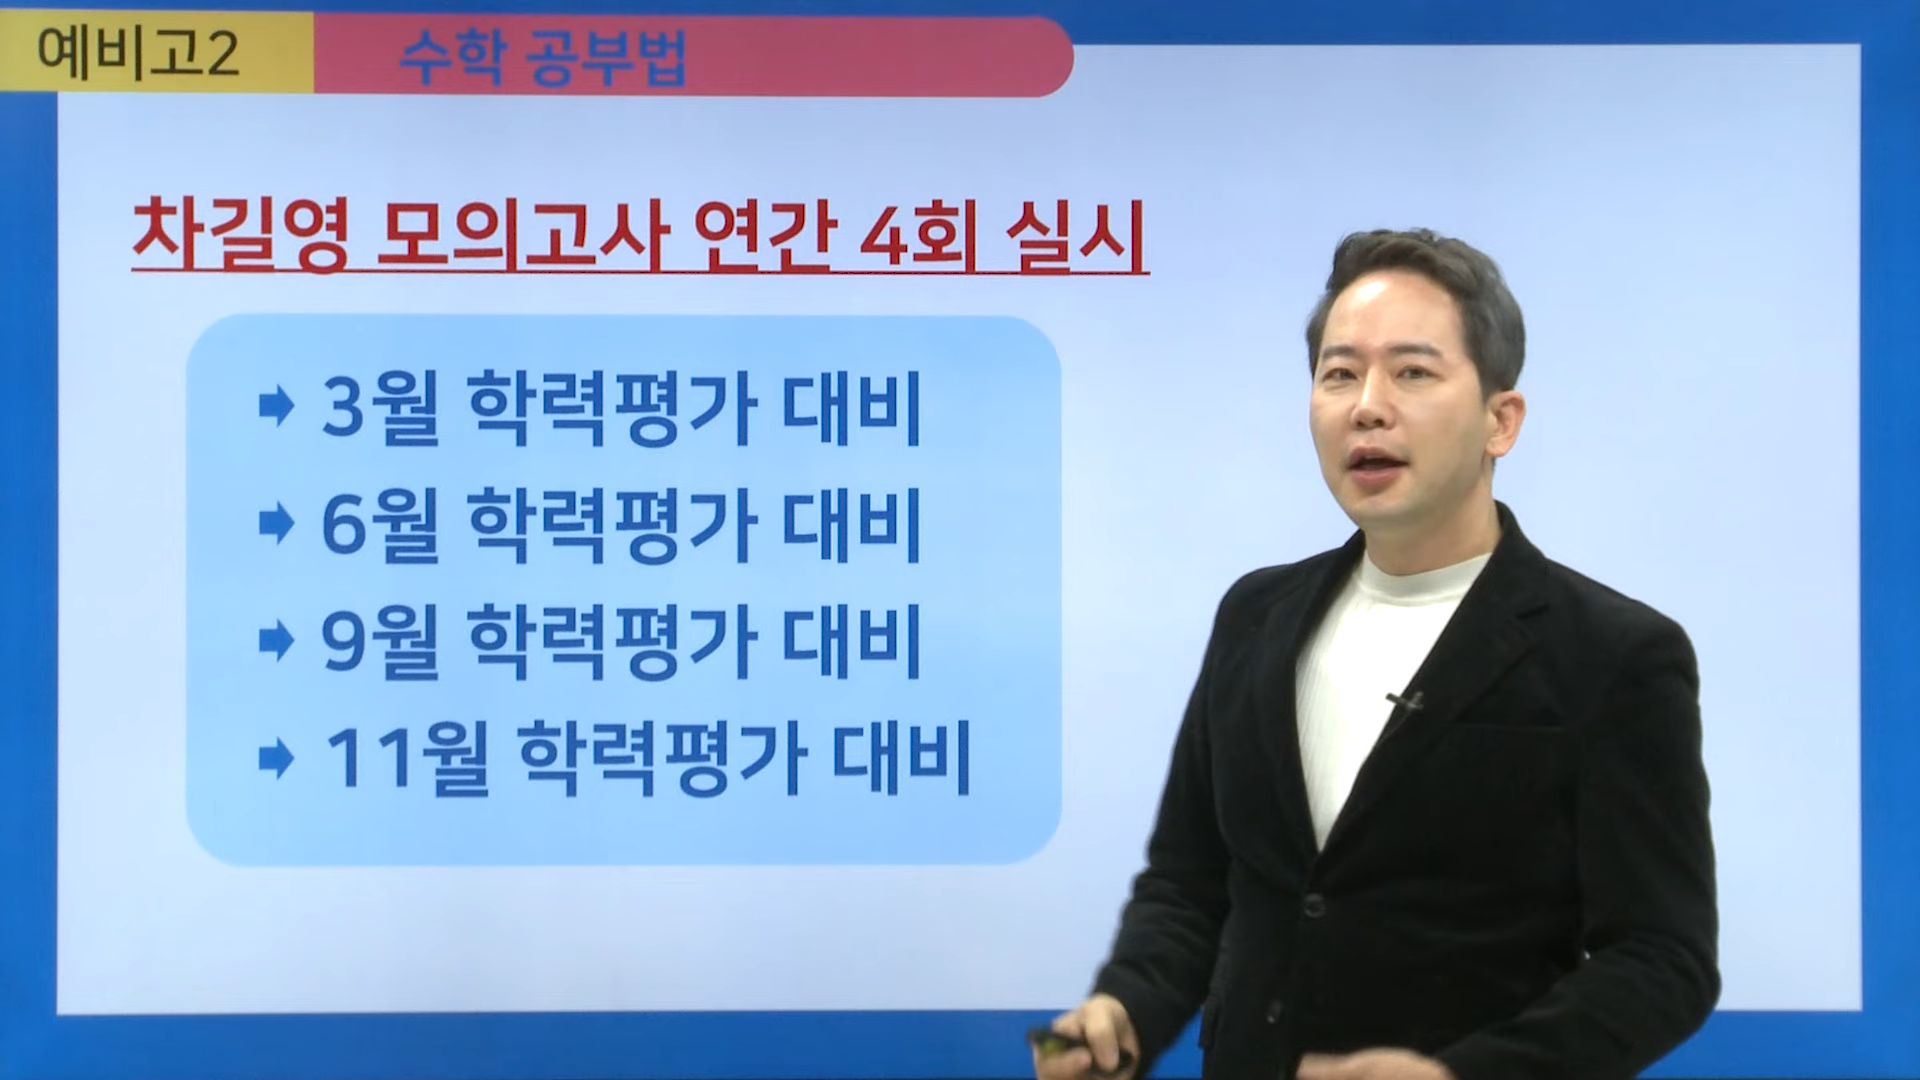 예비고2 수학 공부법
차길영 모의고사 연간 4회 실시
3월 학력평가 대비
6월 학력평가 대비
9월 학력평가 대비
11월 학력평가 대비